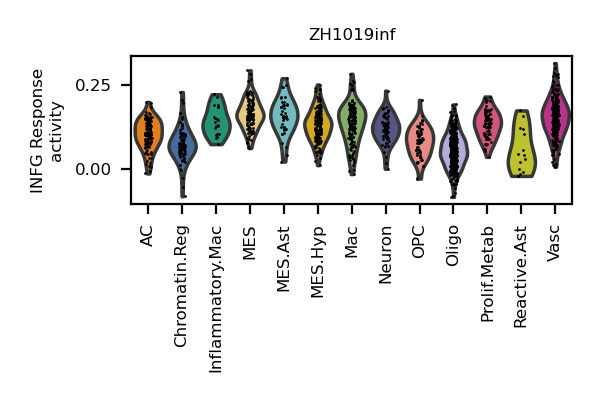 ZH1019inf
INFG Response
activity
0.25
0.00
AC
Chromatin.Reg
Inflammatory.Mac
MES
MES.Ast
MES.Hyp
Mac
Neuron
OPC
Oligo
Prolif.Metab
Reactive.Ast
Vasc